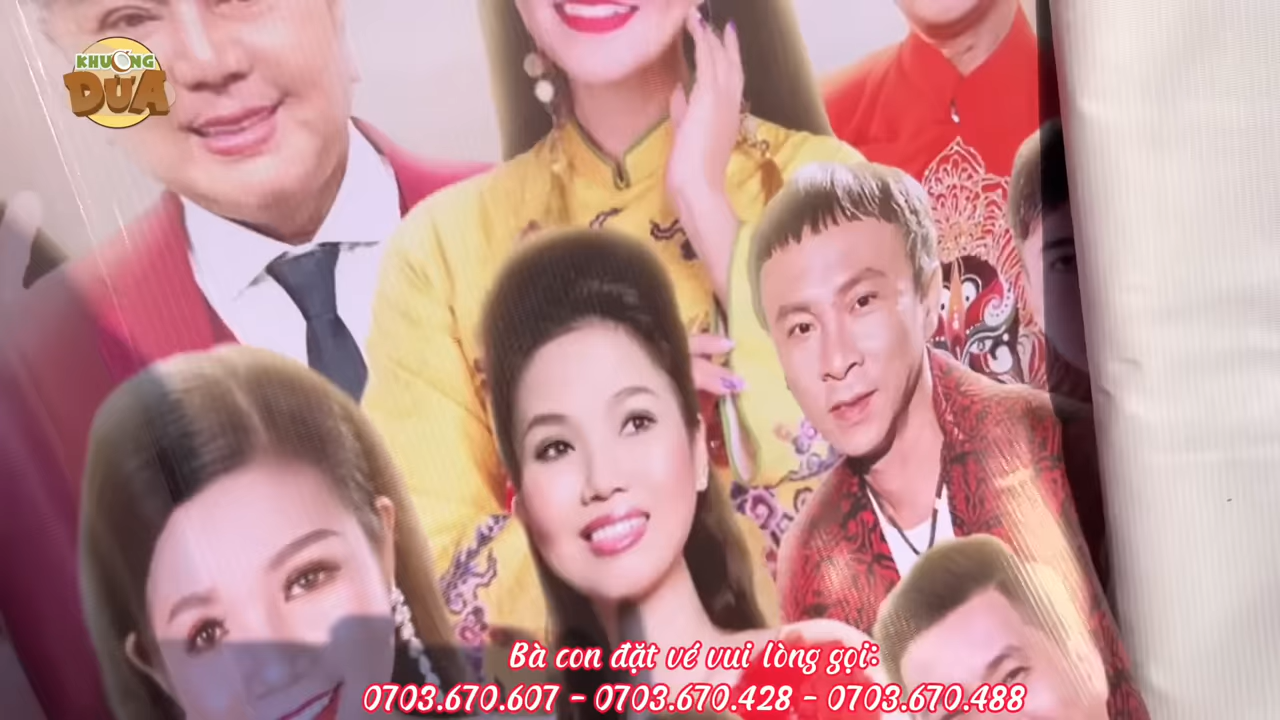 KHƯƠNG
DỪA
Bà con đặt vé vui lòng gọi:
0703.670.607 - 0703.670.428 - 0703.670.488